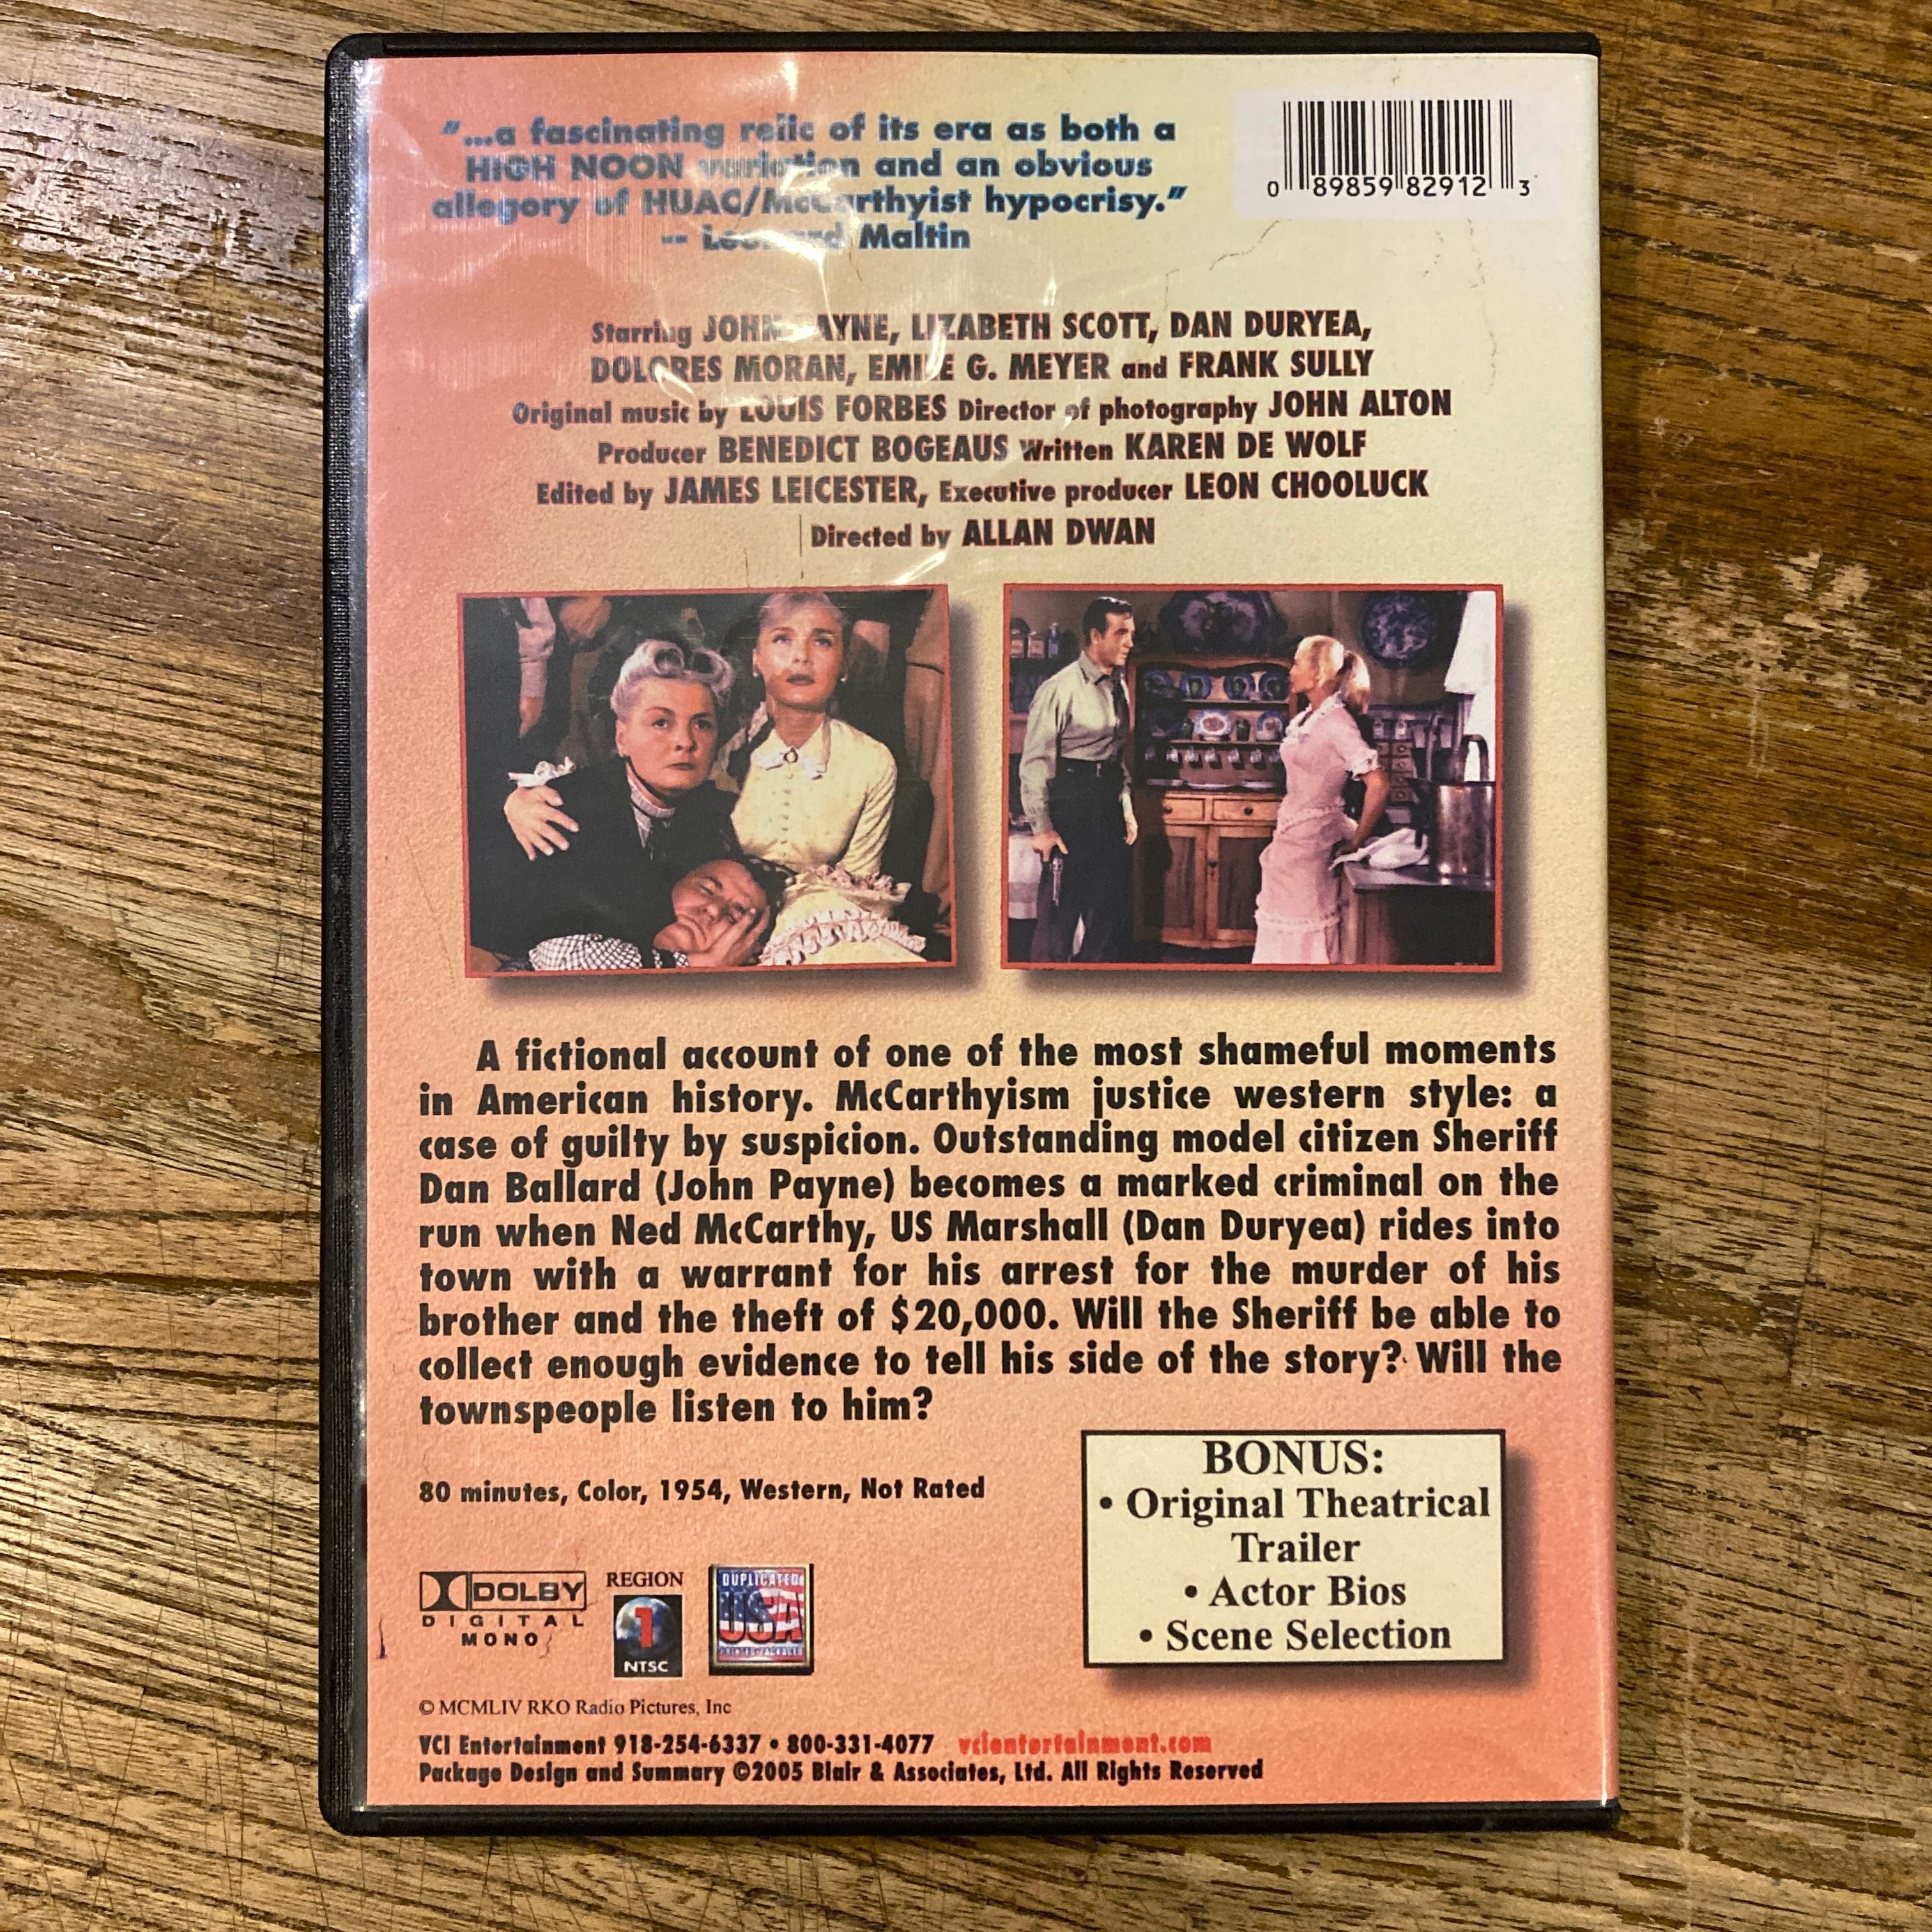 "...a fascinating relic of its era as both a
HIGH NOON variation and an obvious
allegory of HUAC/McCarthyist hypocrisy."
-- Leonard Maltin
0 89859 82912 3
Starring JOHN PAYNE, LIZABETH SCOTT, DAN DURYEA,
DOLORES MORAN, EMILE G. MEYER and FRANK SULLY
Original music by LOUIS FORBES Director of photography JOHN ALTON
Producer BENEDICT BOGEAUS Written KAREN DE WOLF
Edited by JAMES LEICESTER, Executive producer LEON CHOOLUCK
Directed by ALLAN DWAN
A fictional account of one of the most shameful moments
in American history. McCarthyism justice western style: a
case of guilty by suspicion. Outstanding model citizen Sheriff
Dan Ballard (John Payne) becomes a marked criminal on the
run when Ned McCarthy, US Marshall (Dan Duryea) rides into
town with a warrant for his arrest for the murder of his
brother and the theft of $20,000. Will the Sheriff be able to
collect enough evidence to tell his side of the story? Will the
townspeople listen to him?
80 minutes, Color, 1954, Western, Not Rated
BONUS:
• Original Theatrical
Trailer
• Actor Bios
• Scene Selection
DOLBY
DIGITAL
MONO
REGION
1
NTSC
DUPLICATED
USA
© MCMLIV RKO Radio Pictures, Inc
VCI Entertainment 918-254-6337 • 800-331-4077 vcientertainment.com
Package Design and Summary ©2005 Blair & Associates, Ltd. All Rights Reserved